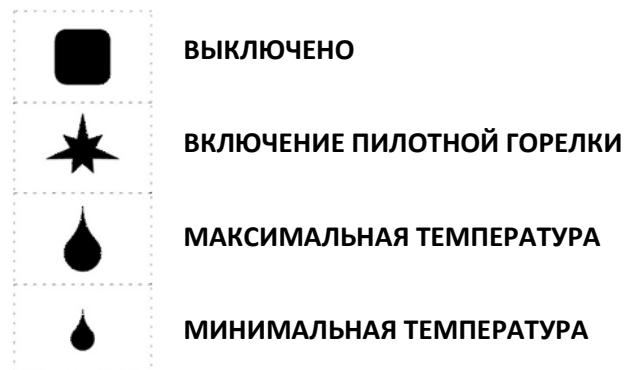 ВЫКЛЮЧЕНО
ВКЛЮЧЕНИЕ ПИЛОТНОЙ ГОРЕЛКИ
МАКСИМАЛЬНАЯ ТЕМПЕРАТУРА
МИНИМАЛЬНАЯ ТЕМПЕРАТУРА